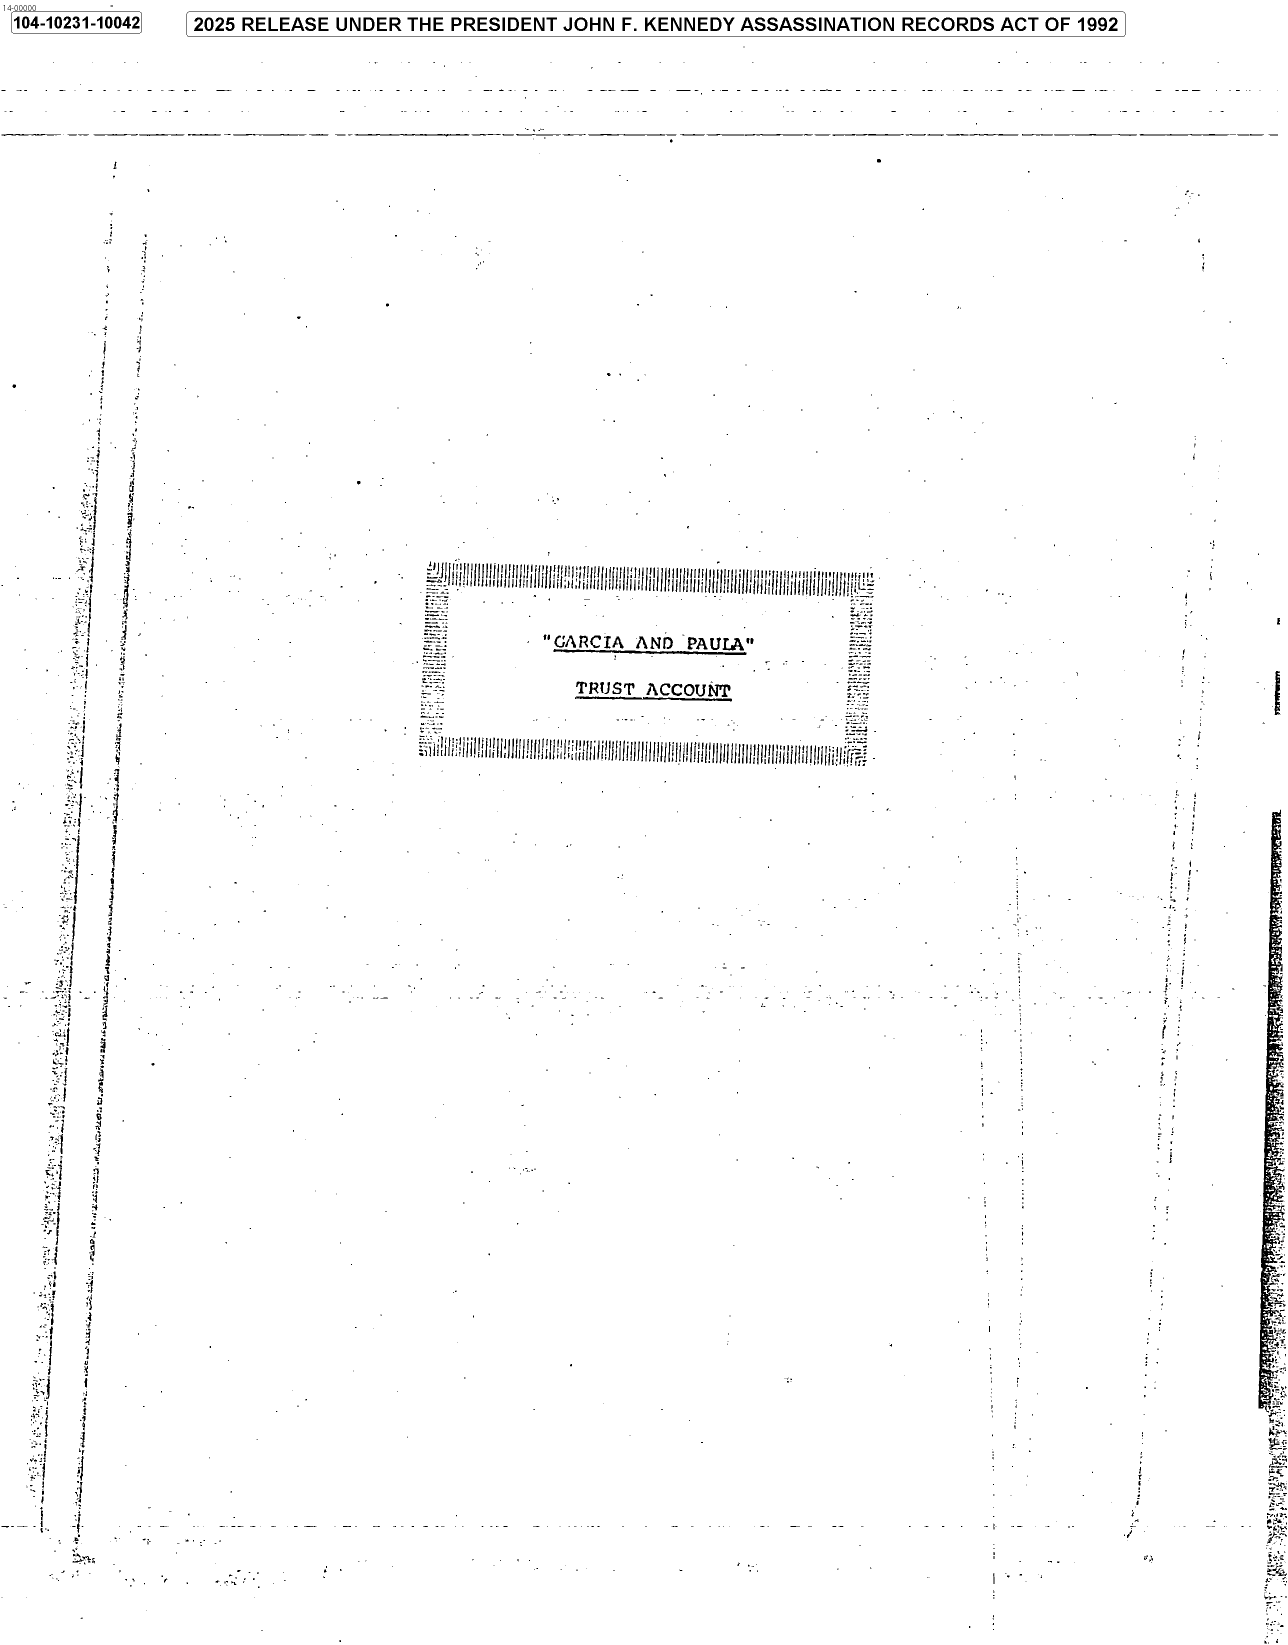 14-00000
104-10231-10042
2025 RELEASE UNDER THE PRESIDENT JOHN F. KENNEDY ASSASSINATION RECORDS ACT OF 1992
"GARCIA AND PAULA"
TRUST ACCOUNT